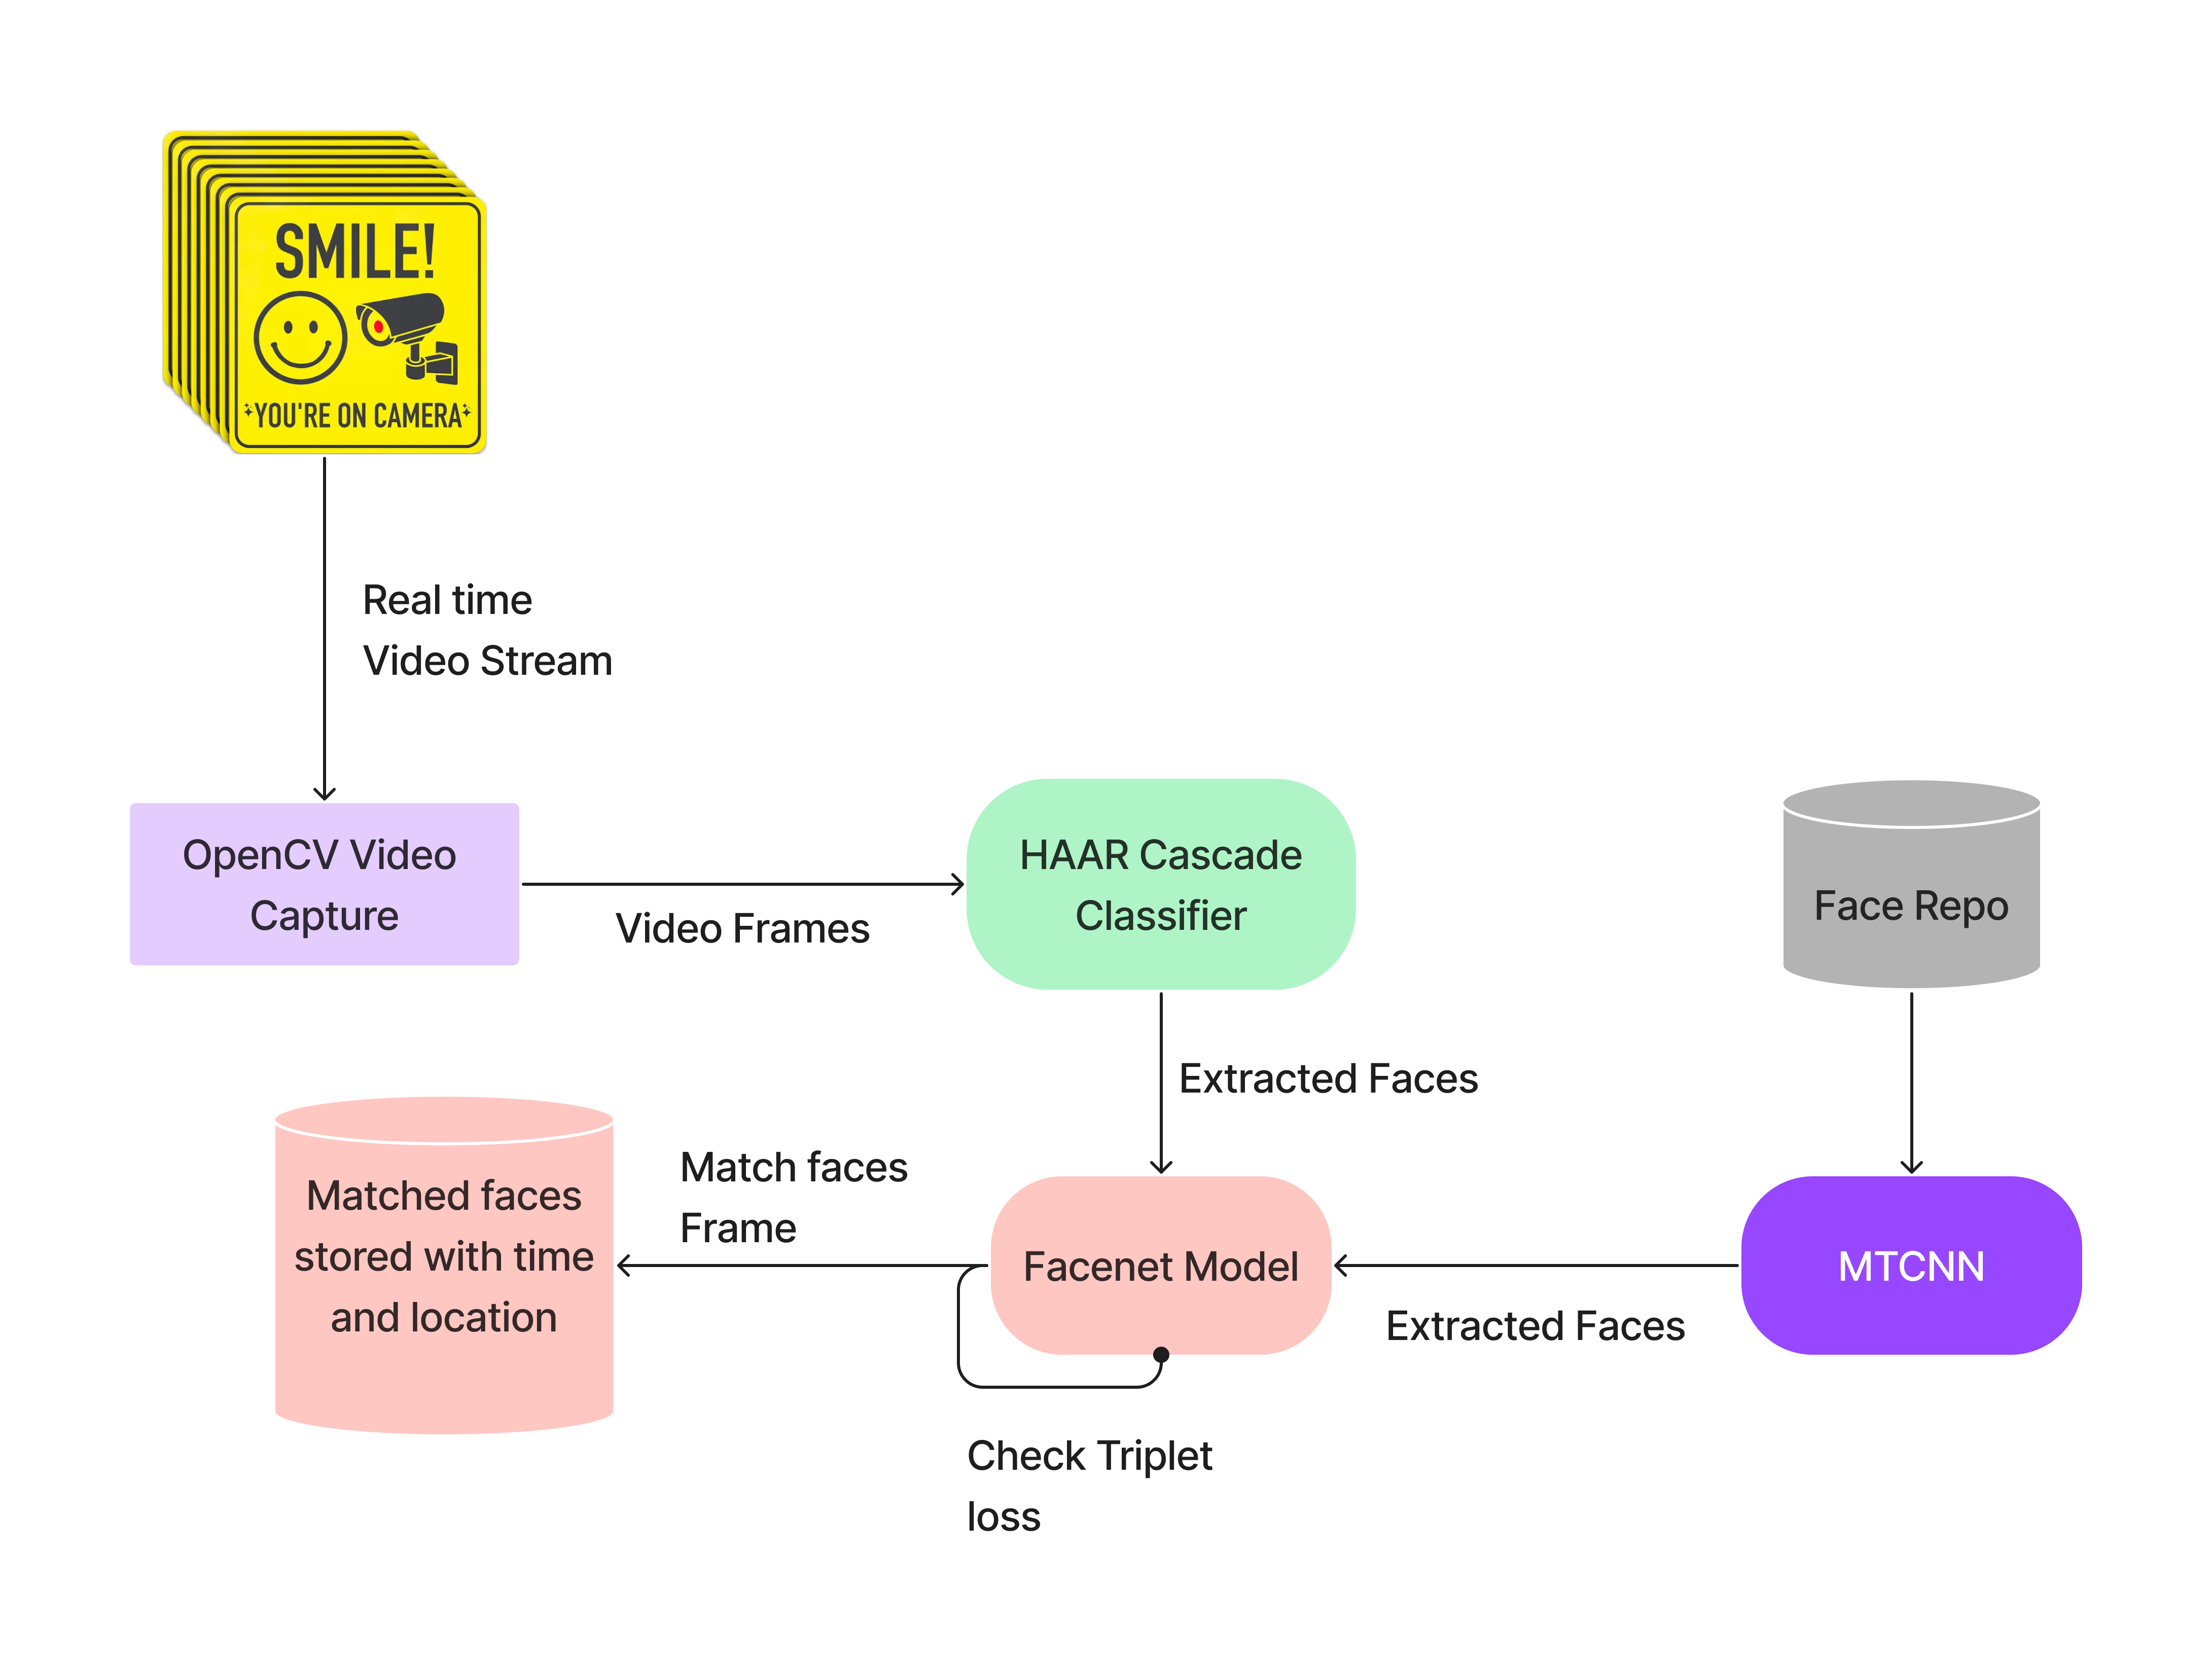 SMILE!
YOU'RE ON CAMERA
Real time
Video Stream
OpenCV Video
Capture
Video Frames
HAAR Cascade
Classifier
Face Repo
Extracted Faces
Match faces
Frame
Matched faces
stored with time
and location
Facenet Model
Extracted Faces
MTCNN
Check Triplet
loss